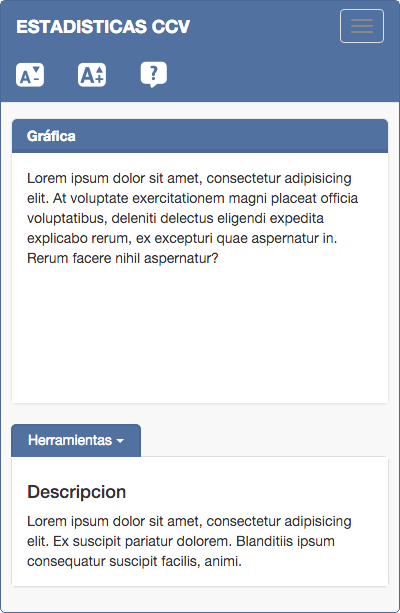 ESTADISTICAS CCV
A- A+ ?
Gráfica
Lorem ipsum dolor sit amet, consectetur adipisicing
elit. At voluptate exercitationem magni placeat officia
voluptatibus, deleniti delectus eligendi expedita
explicabo rerum, ex excepturi quae aspernatur in.
Rerum facere nihil aspernatur?
Herramientas
Descripcion
Lorem ipsum dolor sit amet, consectetur adipisicing
elit. Ex suscipit pariatur dolorem. Blanditiis ipsum
consequatur suscipit facilis, animi.